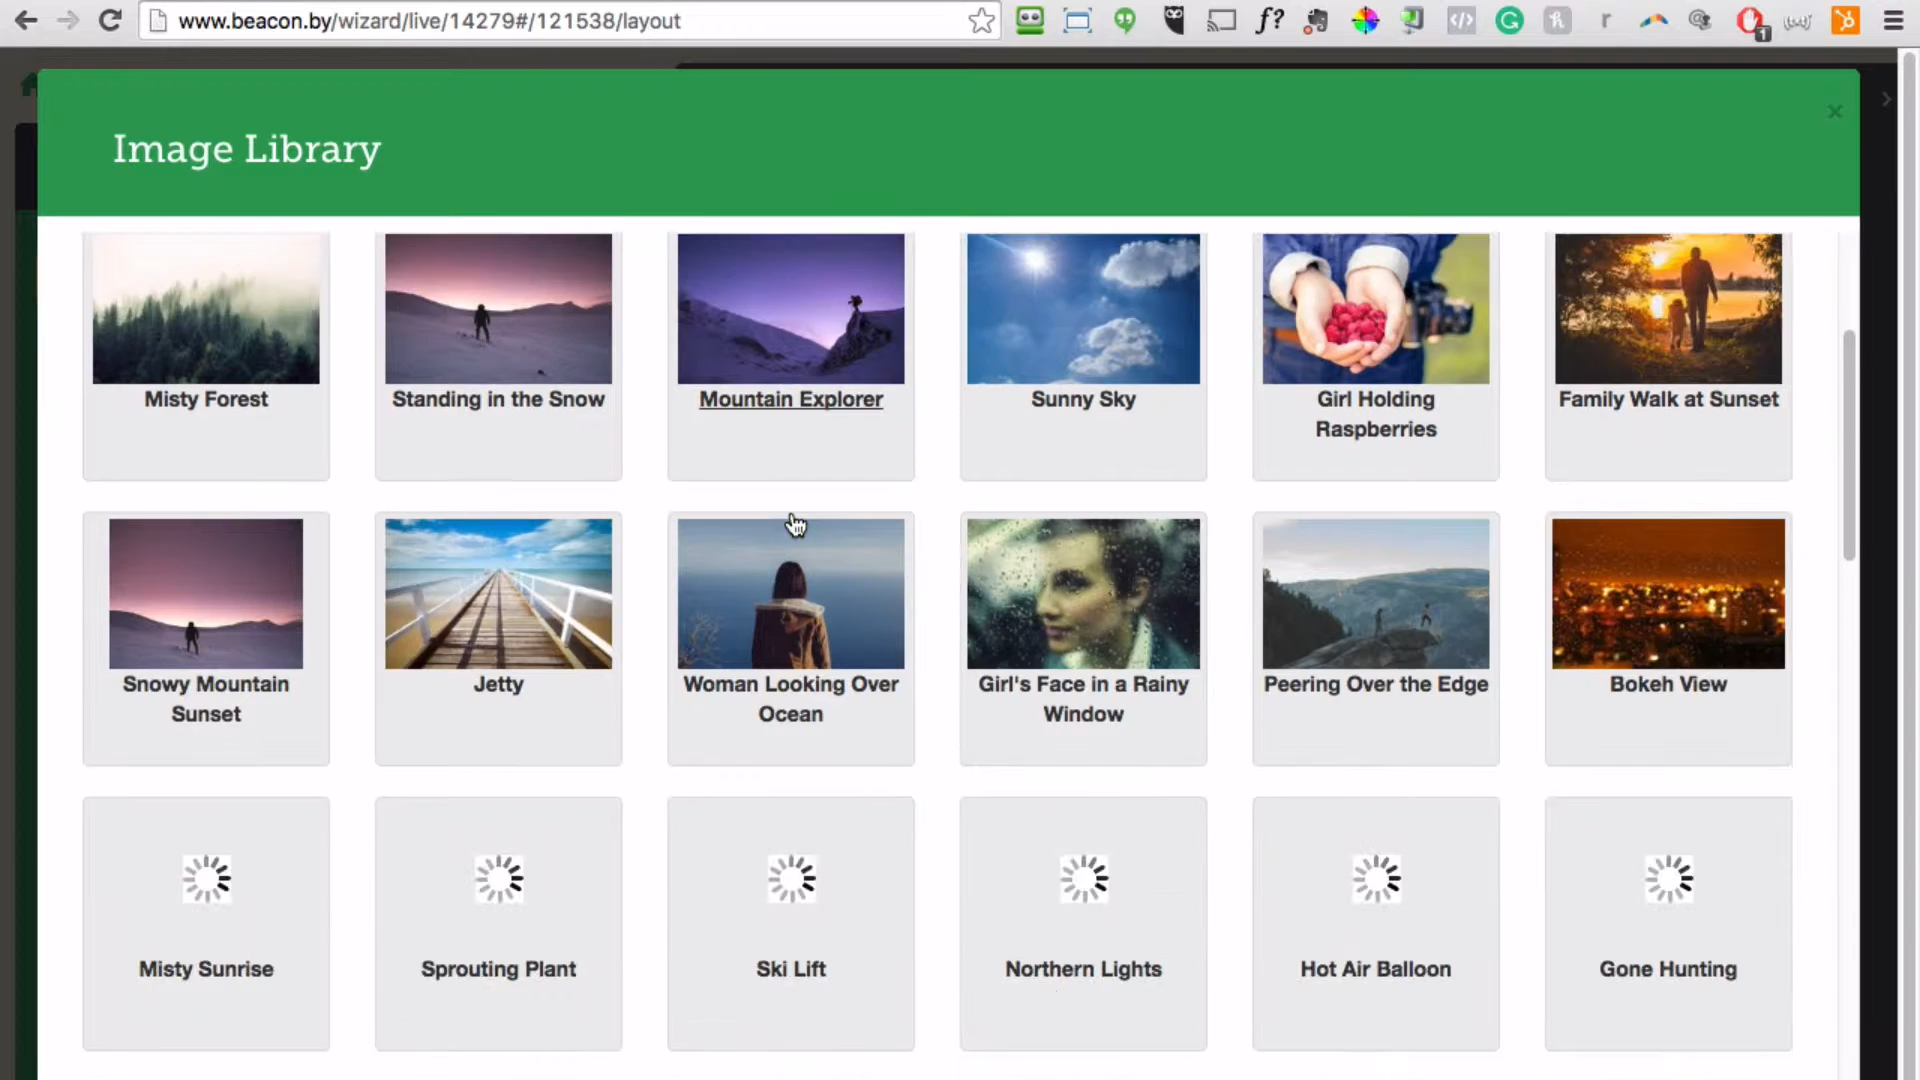 www.beacon.by/wizard/live/14279#/121538/layout
Image Library
Misty Forest
Standing in the Snow
Mountain Explorer
Sunny Sky
Girl Holding
Raspberries
Family Walk at Sunset
Snowy Mountain
Sunset
Jetty
Woman Looking Over
Ocean
Girl's Face in a Rainy
Window
Peering Over the Edge
Bokeh View
Misty Sunrise
Sprouting Plant
Ski Lift
Northern Lights
Hot Air Balloon
Gone Hunting